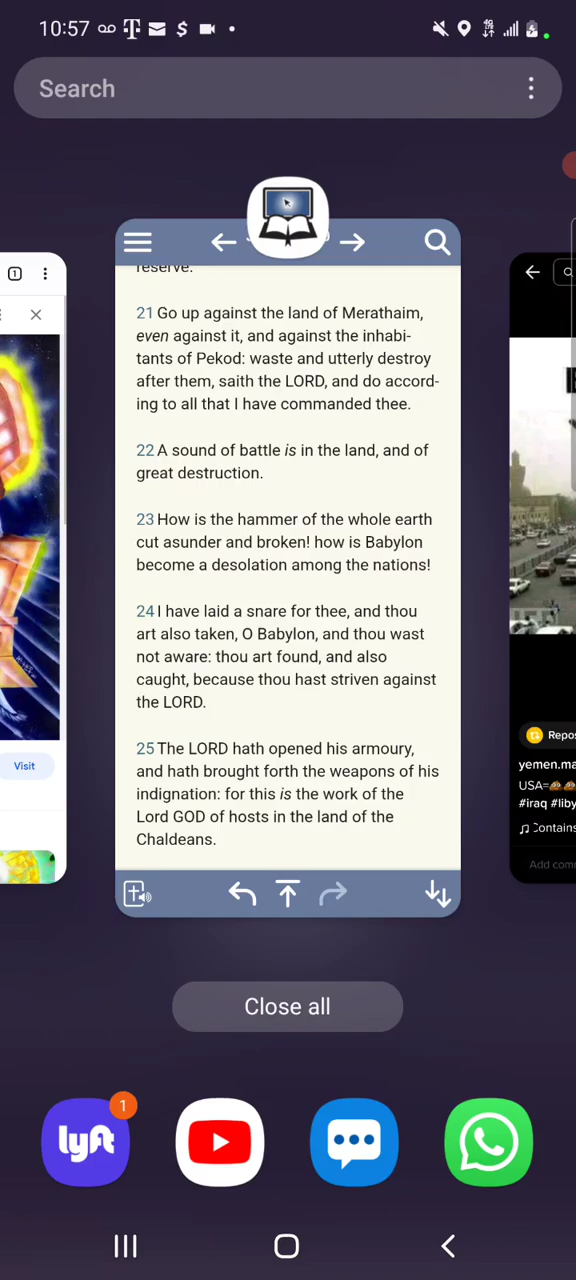 10:57
Search
1
reserve.
21 Go up against the land of Merathaim,
even against it, and against the inhabi-
tants of Pekod: waste and utterly destroy
after them, saith the LORD, and do accord-
ing to all that I have commanded thee.
22 A sound of battle is in the land, and of
great destruction.
23 How is the hammer of the whole earth
cut asunder and broken! how is Babylon
become a desolation among the nations!
24 I have laid a snare for thee, and thou
art also taken, O Babylon, and thou wast
not aware: thou art found, and also
caught, because thou hast striven against
the LORD.
25 The LORD hath opened his armoury,
and hath brought forth the weapons of his
indignation: for this is the work of the
Lord GOD of hosts in the land of the
Chaldeans.
Visit
Repos
yemen.ma
USA=
#iraq #liby
Contains
Add com
Close all
1
lyft